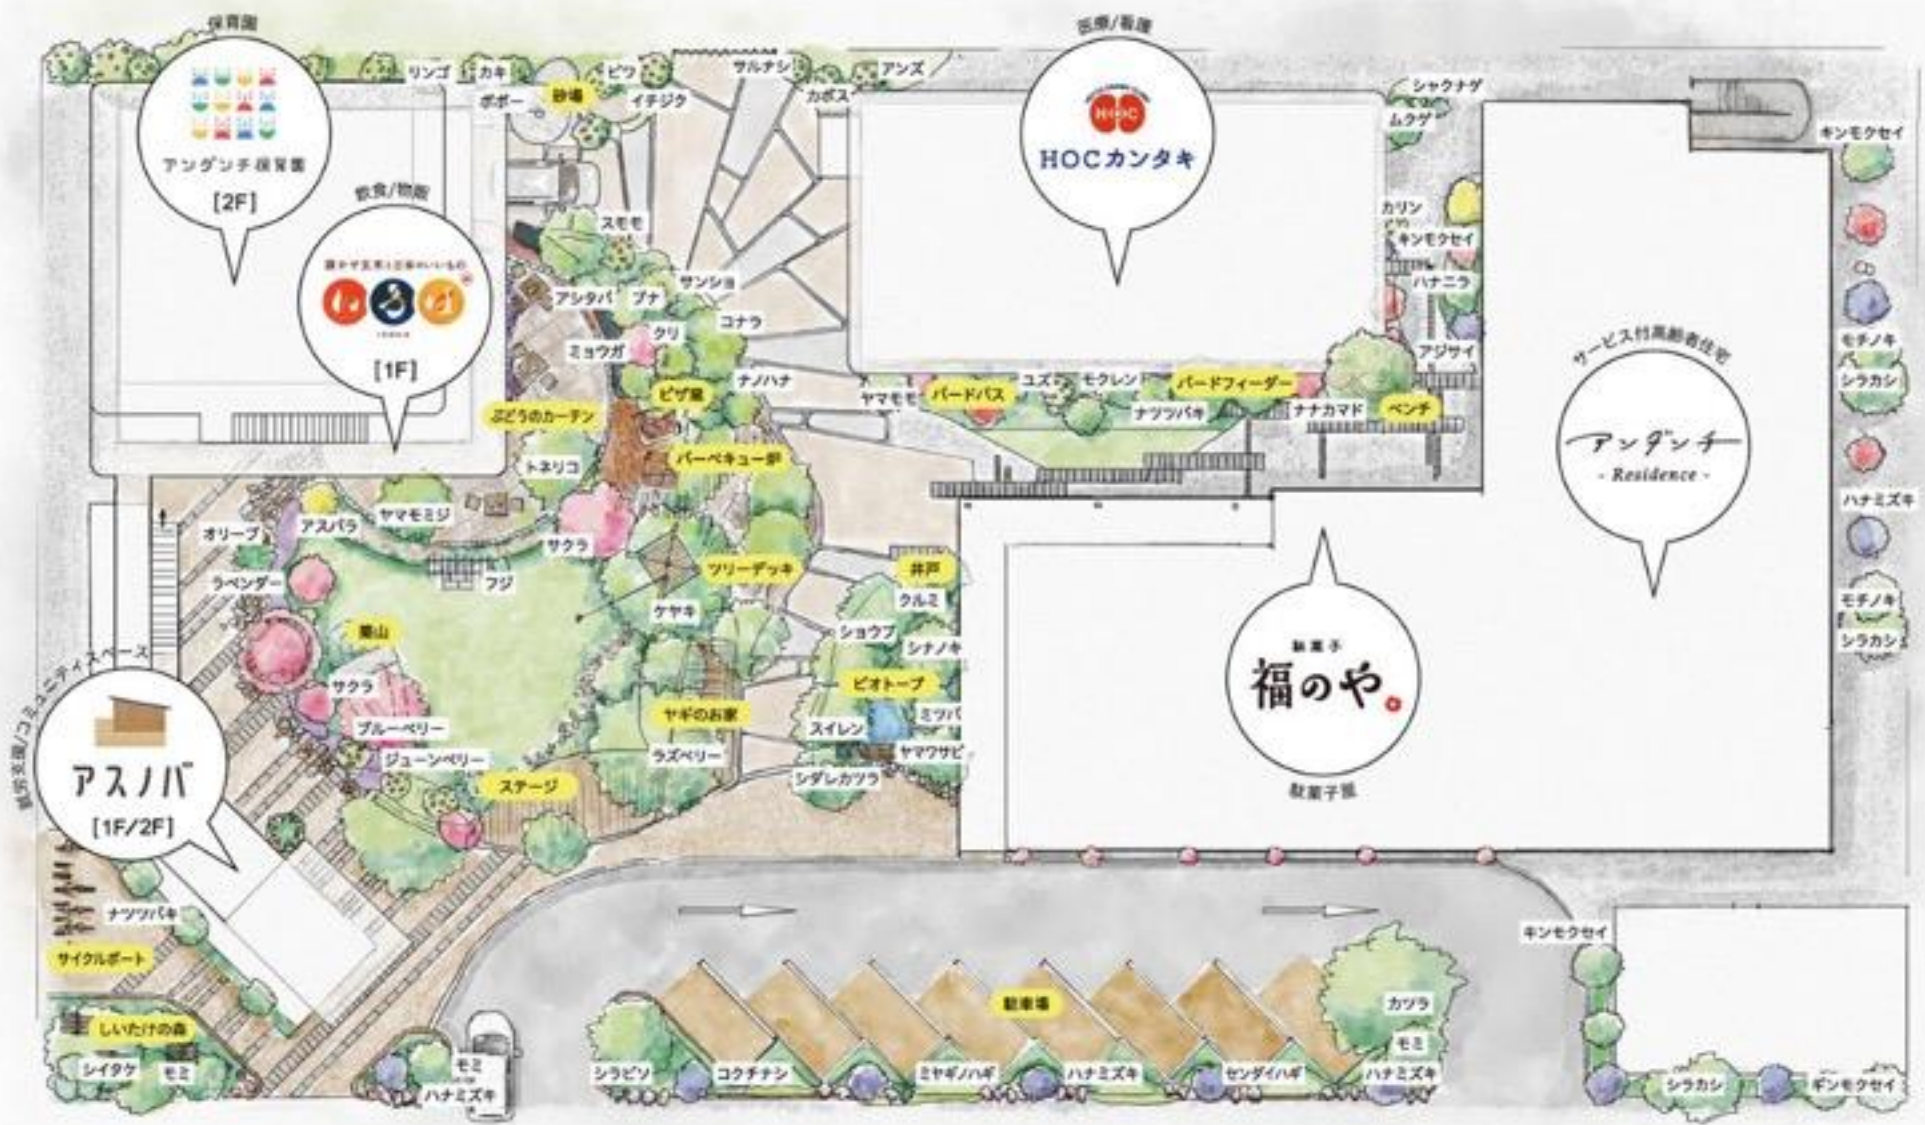 保育園
アンダンチ保育園
[2F]
飲食/物販
[1F]
医療/看護
HOC
HOCカンタキ
サービス付高齢者住宅
アンダンチ
- Residence -
駄菓子
福のや。
駄菓子屋
就労支援/コミュニティスペース
アスノバ
[1F/2F]
リンゴ
カキ
ポポー
砂場
ビワ
イチジク
サルナシ
カボス
アンズ
シャクナゲ
ムクゲ
キンモクセイ
スモモ
カリン
キンモクセイ
ハナニラ
サンショ
アシタバ
ブナ
コナラ
クリ
ミョウガ
アジサイ
モチノキ
シラカシ
ナノハナ
ピザ窯
ヤマモモ
バードバス
ユズ
モクレン
バードフィーダー
ナツツバキ
ナナカマド
ベンチ
ぶどうのカーテン
トネリコ
バーベキュー炉
ハナミズキ
オリーブ
アスパラ
ヤマモミジ
サクラ
ラベンダー
フジ
ツリーデッキ
井戸
クルミ
ケヤキ
ショウブ
シナノキ
モチノキ
シラカシ
築山
サクラ
ビオトープ
ヤギのお家
ブルーベリー
スイレン
ミツバ
ジューンベリー
ラズベリー
ヤマワサビ
ステージ
シダレカツラ
ナツツバキ
サイクルポート
しいたけの森
シイタケ
モミ
モミ
ハナミズキ
駐車場
カツラ
モミ
シラビソ
コクチナシ
ミヤギノハギ
ハナミズキ
センダイハギ
ハナミズキ
キンモクセイ
シラカシ
キンモクセイ